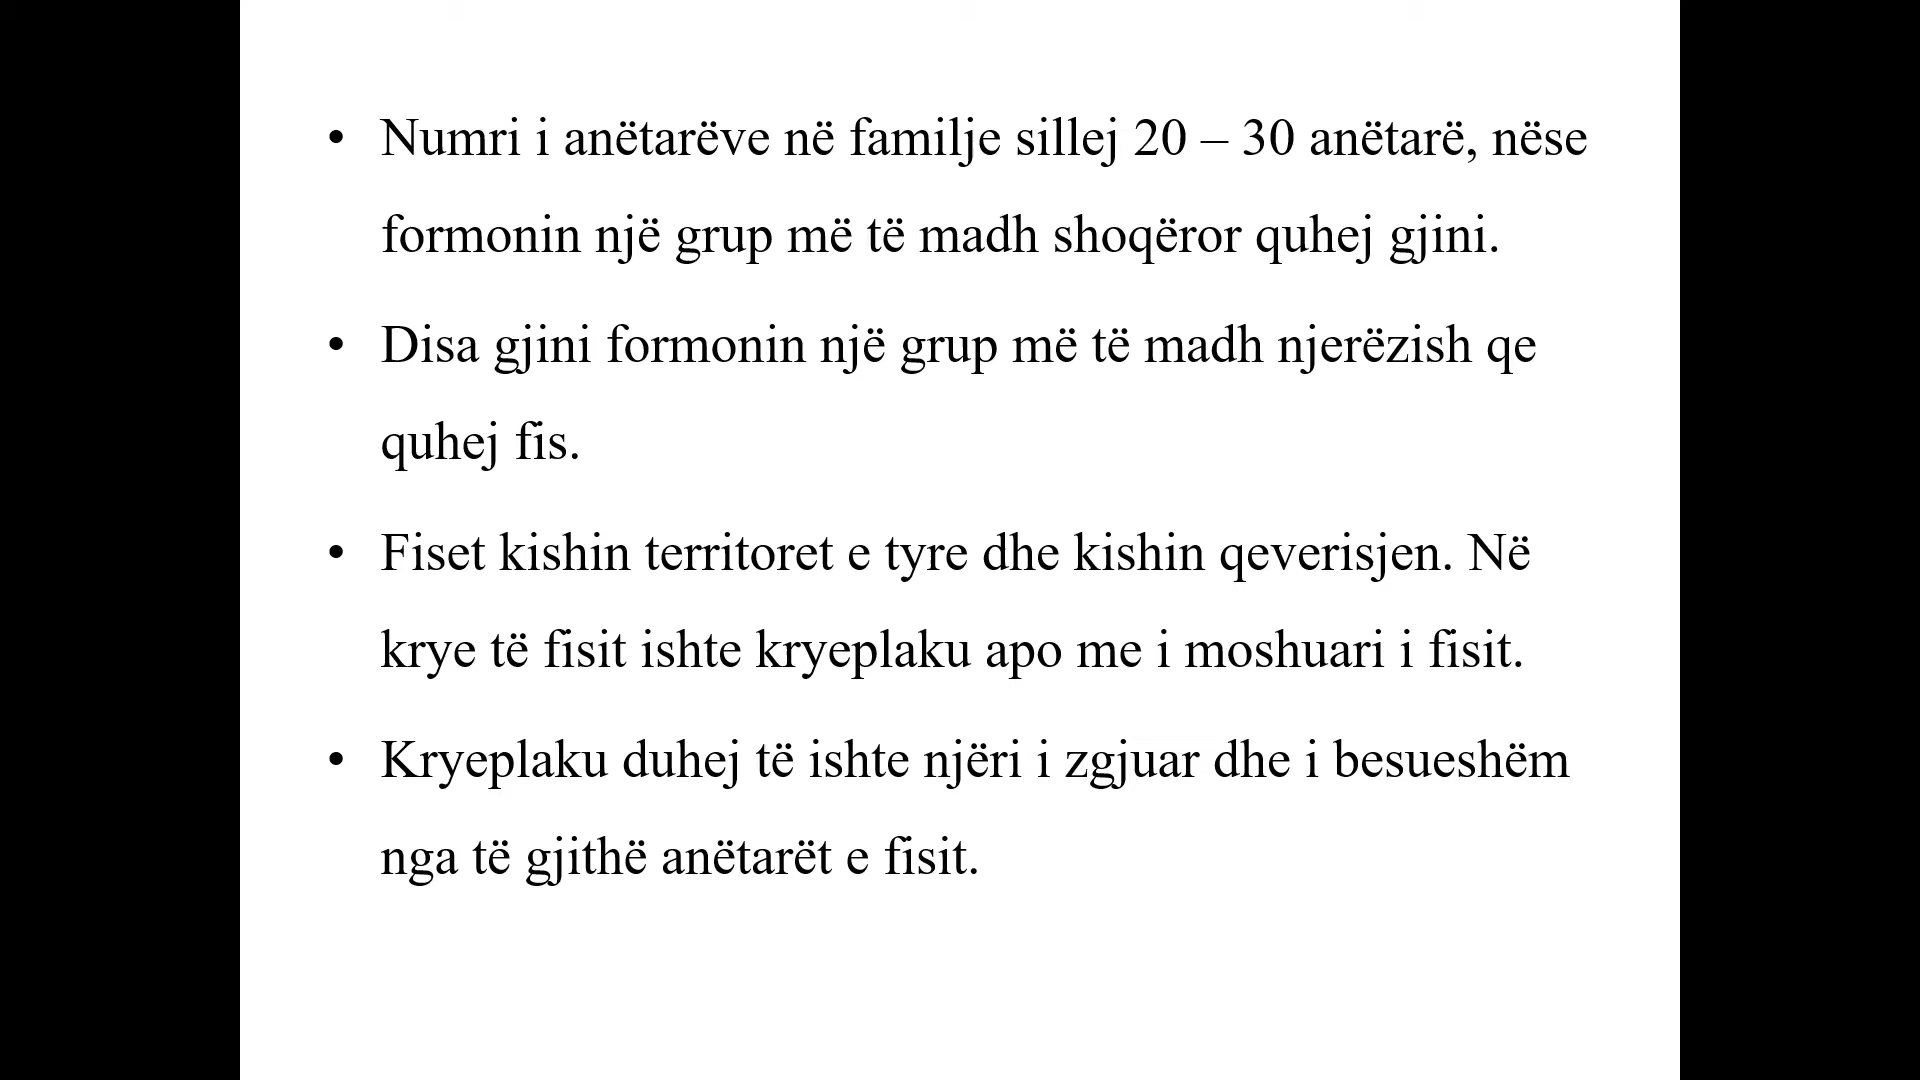 • Numri i anëtarëve në familje sillej 20 – 30 anëtarë, nëse
formonin një grup më të madh shoqëror quhej gjini.
• Disa gjini formonin një grup më të madh njerëzish qe
quhej fis.
• Fiset kishin territoret e tyre dhe kishin qeverisjen. Në
krye të fisit ishte kryeplaku apo me i moshuari i fisit.
• Kryeplaku duhej të ishte njëri i zgjuar dhe i besueshëm
nga të gjithë anëtarët e fisit.